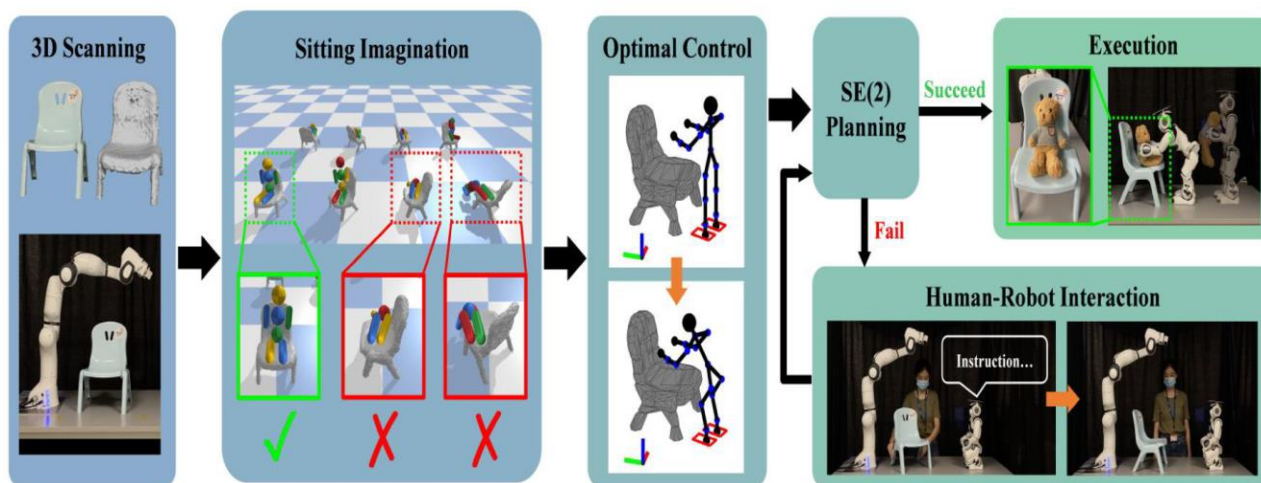 3D Scanning
Sitting Imagination
Optimal Control
SE(2)
Planning
Succeed
Fail
Execution
Human-Robot Interaction
Instruction...